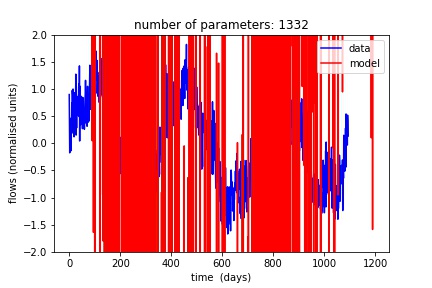 number of parameters: 1332
data
model
flows (normalised units)
2.0
1.5
1.0
0.5
0.0
−0.5
−1.0
−1.5
−2.0
0 200 400 600 800 1000 1200
time (days)